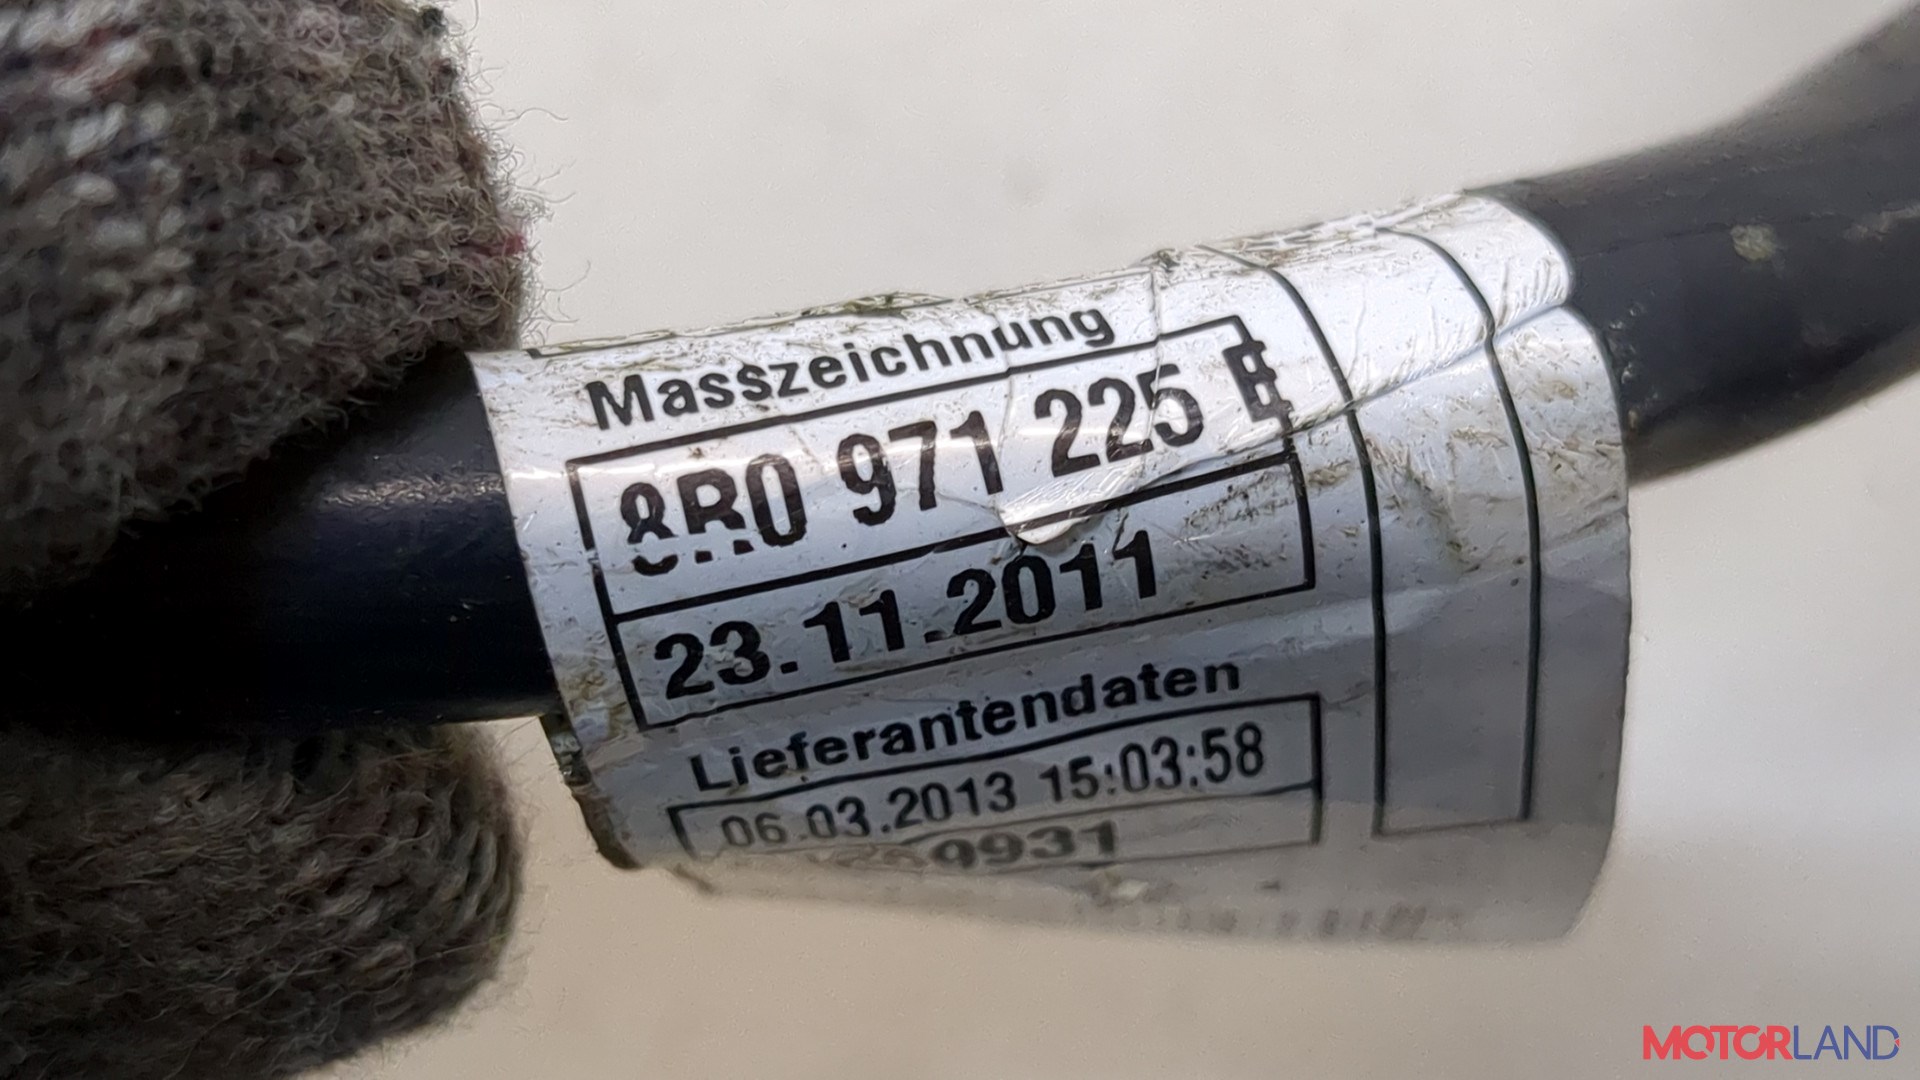 Masszeichnung
8R0 971 225
23.11.2011
Lieferantendaten
06.03.2013 15:03:58
MOTORLAND